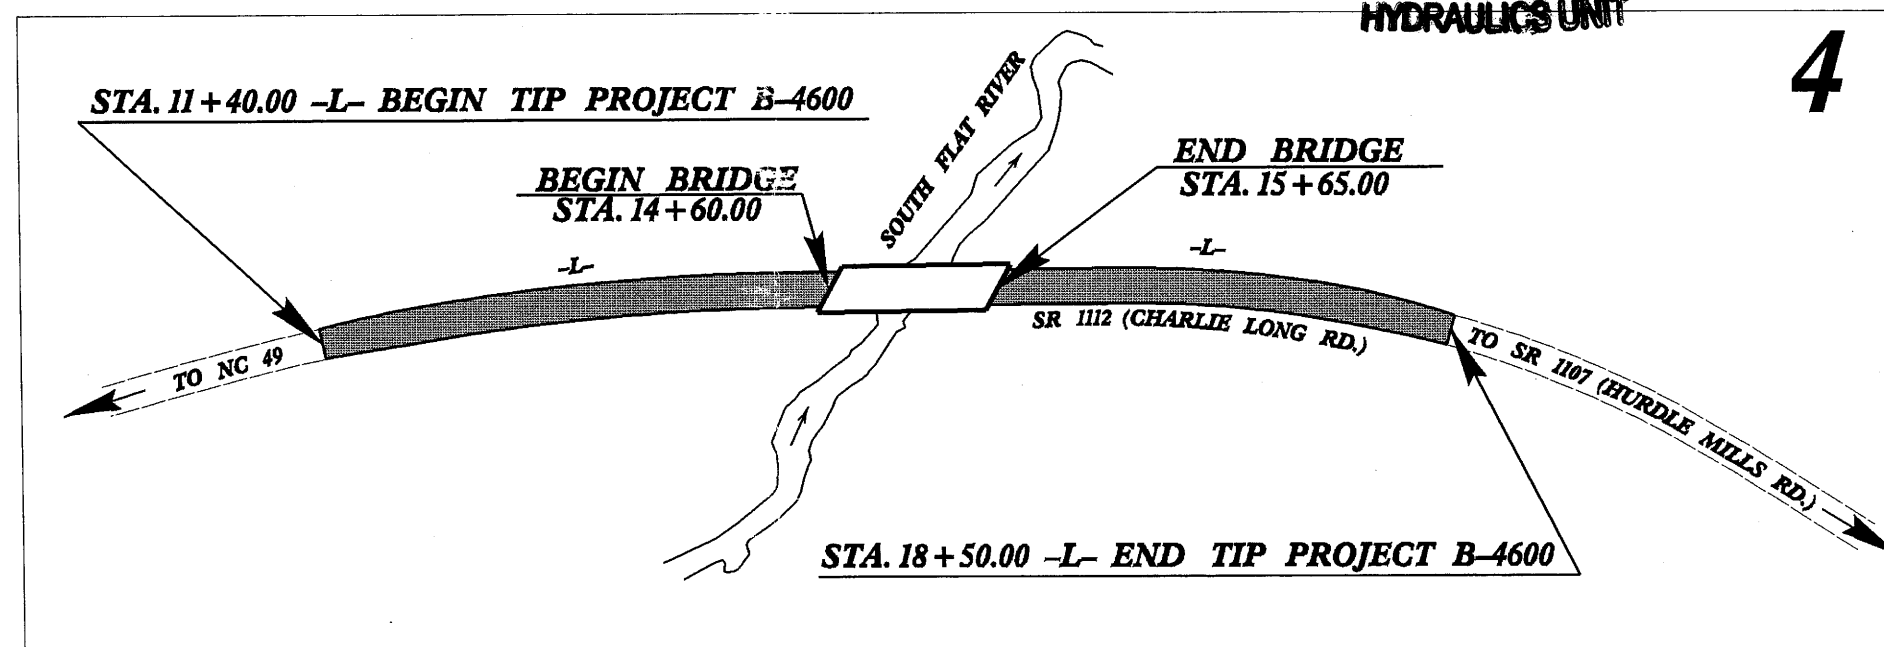 HYDRAULICS UNIT
4
STA. 11+40.00 -L- BEGIN TIP PROJECT B-4600
BEGIN BRIDGE
STA. 14+60.00
SOUTH FLAT RIVER
END BRIDGE
STA. 15+65.00
-L-
-L-
SR 1112 (CHARLIE LONG RD.)
TO NC 49
TO SR 1107 (HURDLE MILLS RD.)
STA. 18+50.00 -L- END TIP PROJECT B-4600